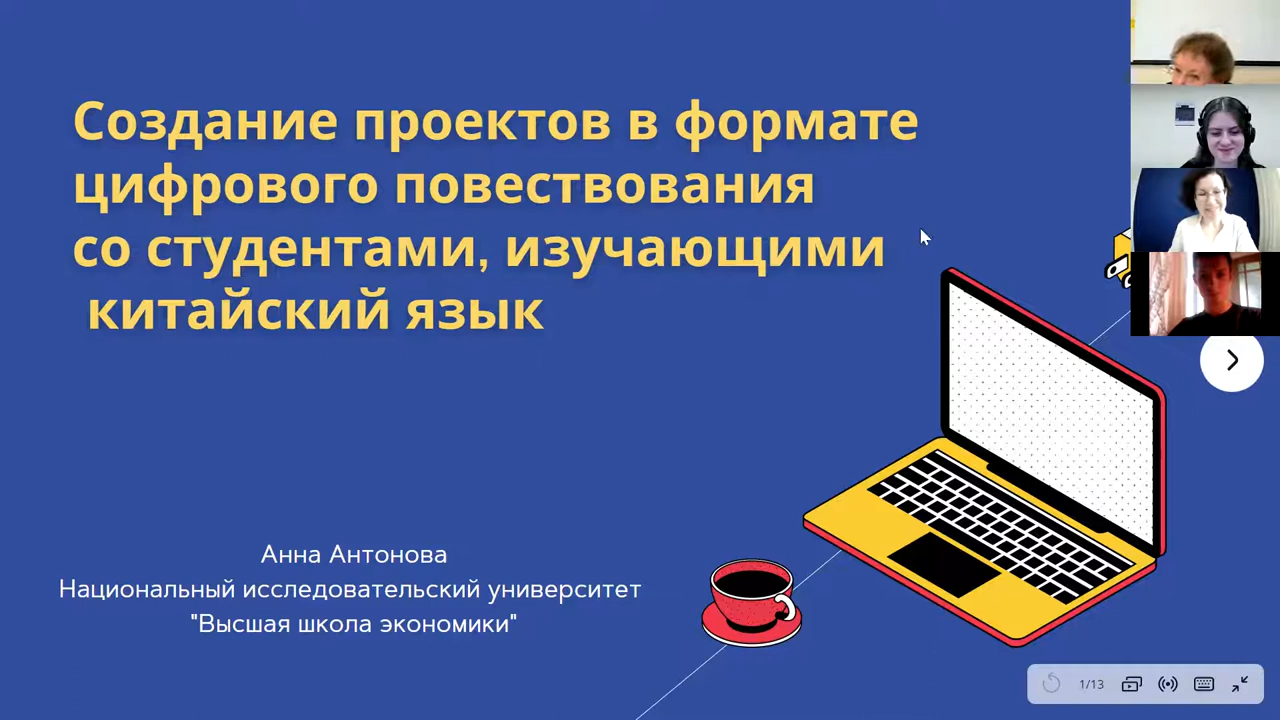 Создание проектов в формате
цифрового повествования
со студентами, изучающими
китайский язык
Анна Антонова
Национальный исследовательский университет
"Высшая школа экономики"
1/13